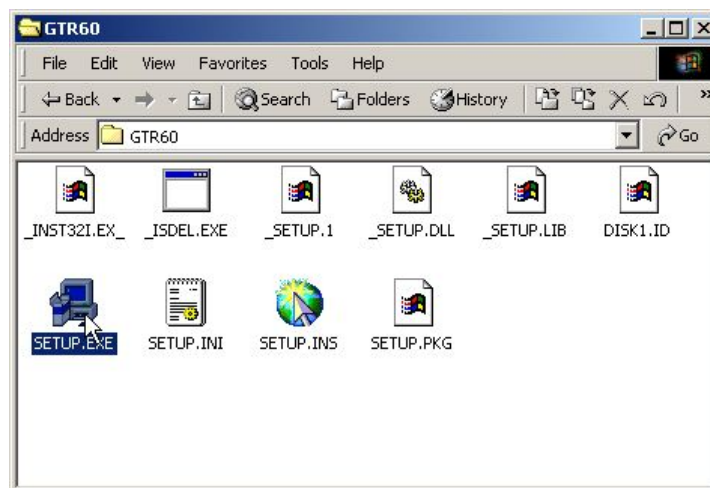 GTR60
File Edit View Favorites Tools Help
Back Search Folders History »
Address GTR60 Go
_INST32I.EX_ _ISDEL.EXE _SETUP.1 _SETUP.DLL _SETUP.LIB DISK1.ID
SETUP.EXE SETUP.INI SETUP.INS SETUP.PKG